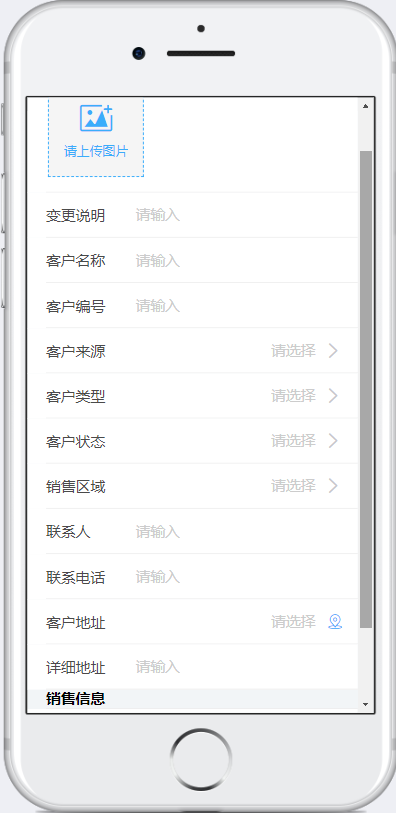 请上传图片
变更说明 请输入
客户名称 请输入
客户编号 请输入
客户来源 请选择
客户类型 请选择
客户状态 请选择
销售区域 请选择
联系人 请输入
联系电话 请输入
客户地址 请选择
详细地址 请输入
销售信息